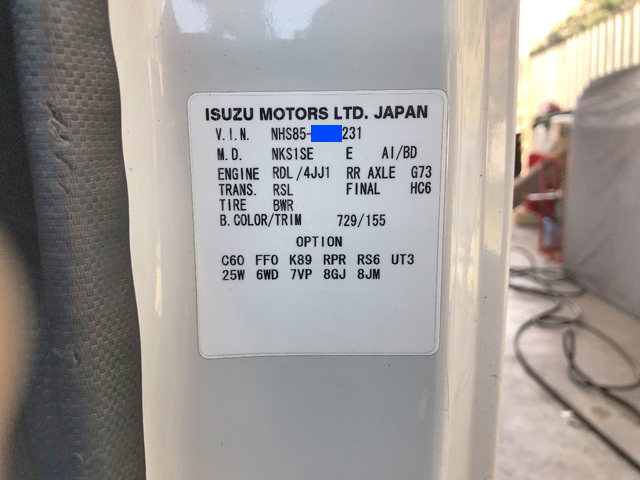 ISUZU MOTORS LTD. JAPAN
V.I.N. NHS85- 231
M.D. NKS1SE E AI/BD
ENGINE RDL/4JJ1 RR AXLE G73
TRANS. RSL FINAL HC6
TIRE BWR
B.COLOR/TRIM 729/155
OPTION
C60 FF0 K89 RPR RS6 UT3
25W 6WD 7VP 8GJ 8JM